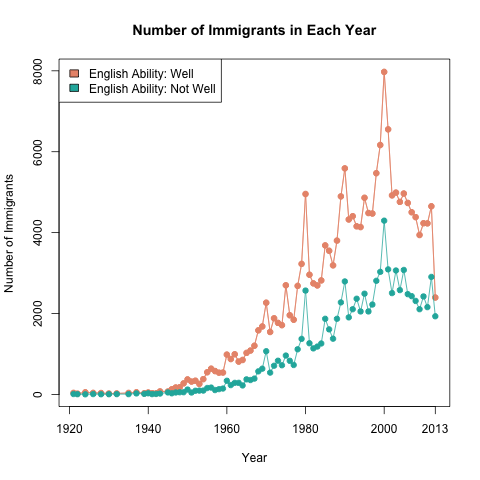 Number of Immigrants in Each Year
English Ability: Well
English Ability: Not Well
Number of Immigrants
8000
6000
4000
2000
0
1920 1940 1960 1980 2000 2013
Year